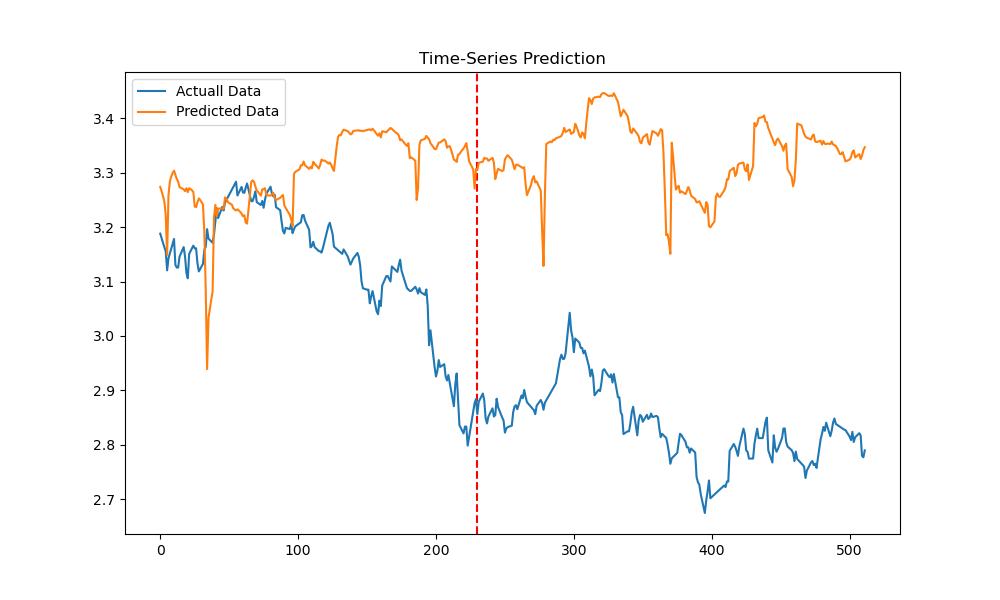 Time-Series Prediction
Actuall Data
Predicted Data
3.4
3.3
3.2
3.1
3.0
2.9
2.8
2.7
0 100 200 300 400 500